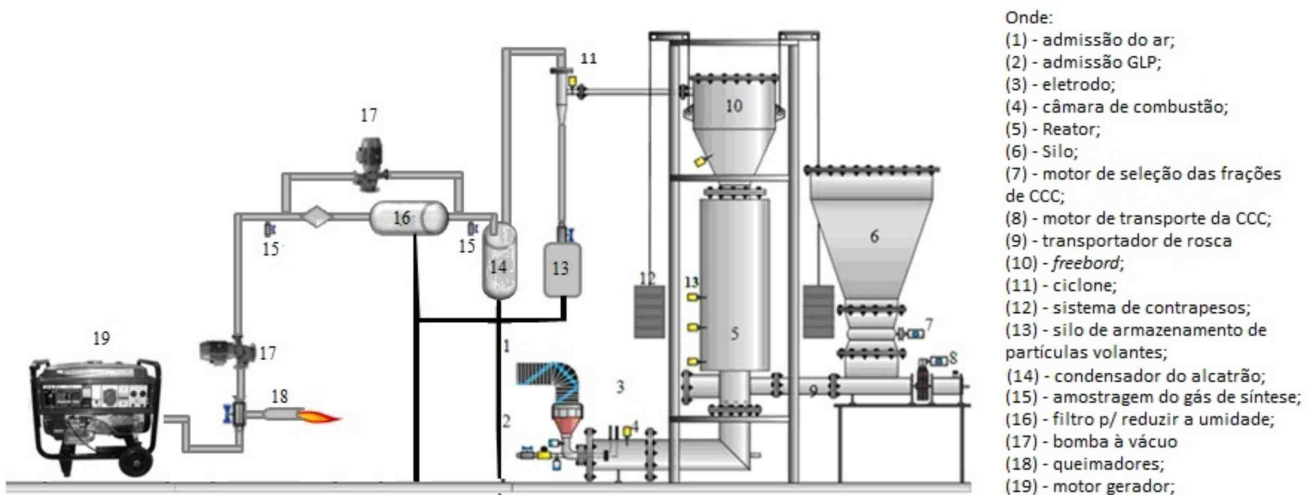 Onde:
(1) - admissão do ar;
(2) - admissão GLP;
(3) - eletrodo;
(4) - câmara de combustão;
(5) - Reator;
(6) - Silo;
(7) - motor de seleção das frações
de CCC;
(8) - motor de transporte da CCC;
(9) - transportador de rosca
(10) - freebord;
(11) - ciclone;
(12) - sistema de contrapesos;
(13) - silo de armazenamento de
partículas volantes;
(14) - condensador do alcatrão;
(15) - amostragem do gás de síntese;
(16) - filtro p/ reduzir a umidade;
(17) - bomba à vácuo
(18) - queimadores;
(19) - motor gerador;
11
10
17
16
15
15
14
13
12
13
6
5
7
8
9
17
19
18
1
2
3
4